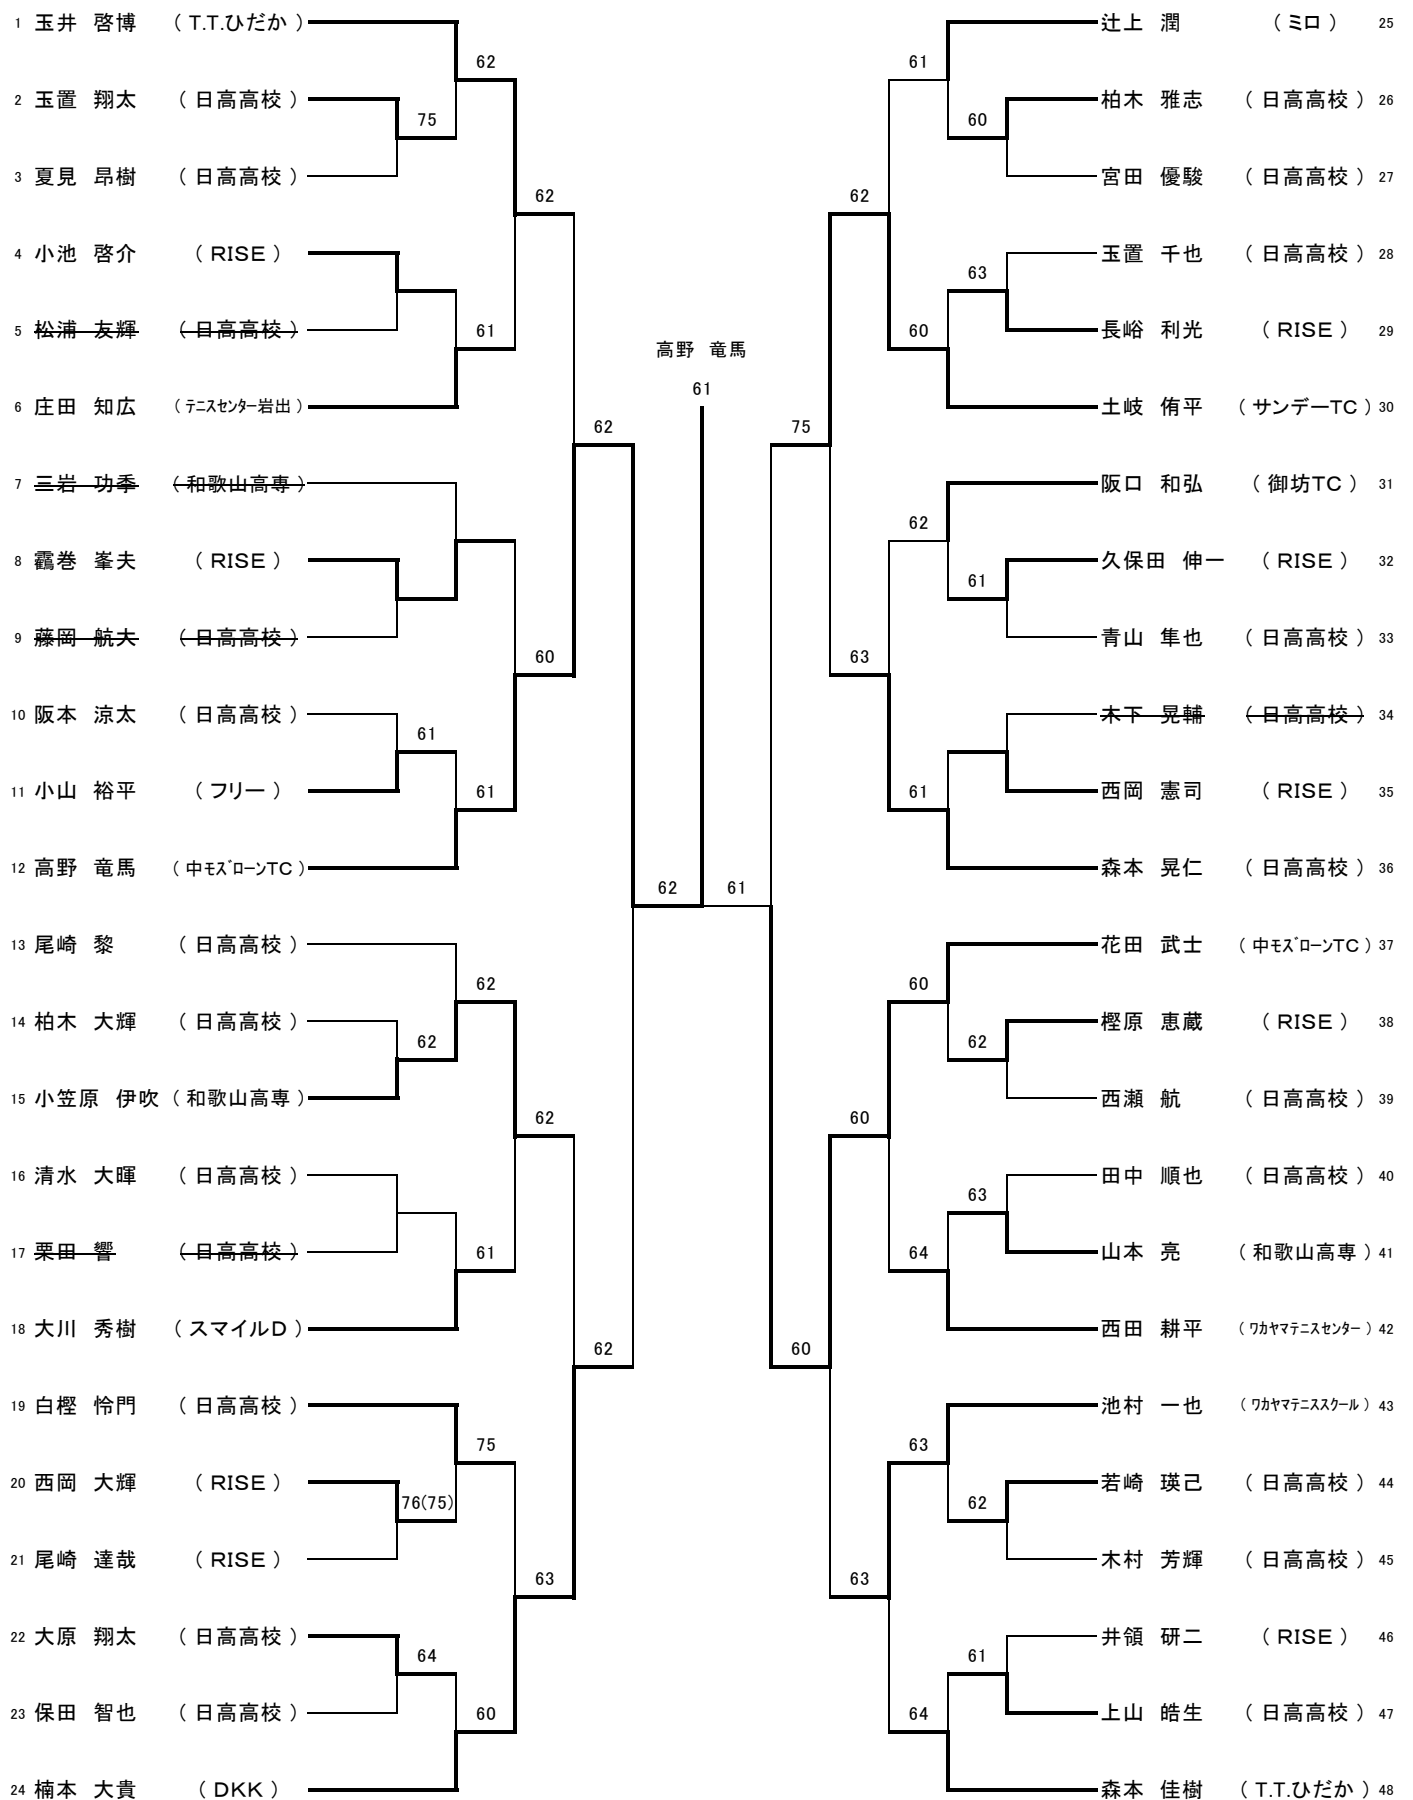 1 玉井 啓博 （ T.T.ひだか ）
2 玉置 翔太 （ 日高高校 ）
3 夏見 昂樹 （ 日高高校 ）
4 小池 啓介 （ RISE ）
5 松浦 友輝 （ 日高高校 ）
6 庄田 知広 （ ﾃﾆｽｾﾝﾀｰ岩出 ）
7 三岩 功季 （ 和歌山高専 ）
8 靍巻 峯夫 （ RISE ）
9 藤岡 航大 （ 日高高校 ）
10 阪本 涼太 （ 日高高校 ）
11 小山 裕平 （ フリー ）
12 高野 竜馬 （ 中ﾓｽﾞﾛｰﾝTC ）
13 尾崎 黎 （ 日高高校 ）
14 柏木 大輝 （ 日高高校 ）
15 小笠原 伊吹 （ 和歌山高専 ）
16 清水 大暉 （ 日高高校 ）
17 栗田 響 （ 日高高校 ）
18 大川 秀樹 （ スマイルD ）
19 白樫 怜門 （ 日高高校 ）
20 西岡 大輝 （ RISE ）
21 尾崎 達哉 （ RISE ）
22 大原 翔太 （ 日高高校 ）
23 保田 智也 （ 日高高校 ）
24 楠本 大貴 （ DKK ）
75
61
62
76(75)
64
62
61
61
62
61
75
60
62
60
62
63
62
62
62
高野 竜馬
61
61
75
60
62
63
60
63
61
60
62
61
60
64
63
64
60
63
61
62
63
62
61
辻上 潤 （ ミロ ） 25
柏木 雅志 （ 日高高校 ） 26
宮田 優駿 （ 日高高校 ） 27
玉置 千也 （ 日高高校 ） 28
長峪 利光 （ RISE ） 29
土岐 侑平 （ サンデーTC ） 30
阪口 和弘 （ 御坊TC ） 31
久保田 伸一 （ RISE ） 32
青山 隼也 （ 日高高校 ） 33
木下 晃輔 （ 日高高校 ） 34
西岡 憲司 （ RISE ） 35
森本 晃仁 （ 日高高校 ） 36
花田 武士 （ 中ﾓｽﾞﾛｰﾝTC ） 37
樫原 恵蔵 （ RISE ） 38
西瀬 航 （ 日高高校 ） 39
田中 順也 （ 日高高校 ） 40
山本 亮 （ 和歌山高専 ） 41
西田 耕平 （ ﾜｶﾔﾏﾃﾆｽｾﾝﾀｰ ） 42
池村 一也 （ ﾜｶﾔﾏﾃﾆｽｽｸｰﾙ ） 43
若崎 瑛己 （ 日高高校 ） 44
木村 芳輝 （ 日高高校 ） 45
井領 研二 （ RISE ） 46
上山 皓生 （ 日高高校 ） 47
森本 佳樹 （ T.T.ひだか ） 48